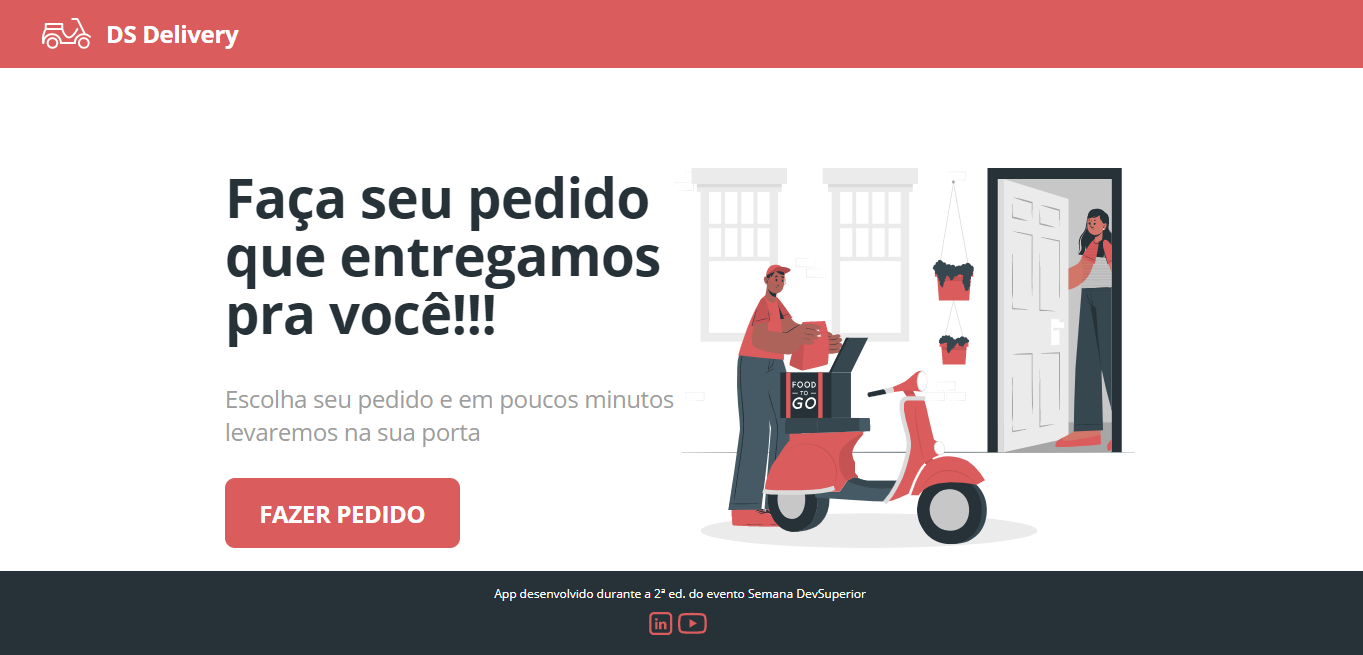 DS Delivery
Faça seu pedido
que entregamos
pra você!!!
Escolha seu pedido e em poucos minutos
levaremos na sua porta
FAZER PEDIDO
FOOD
TO
GO
App desenvolvido durante a 2ª ed. do evento Semana DevSuperior
in